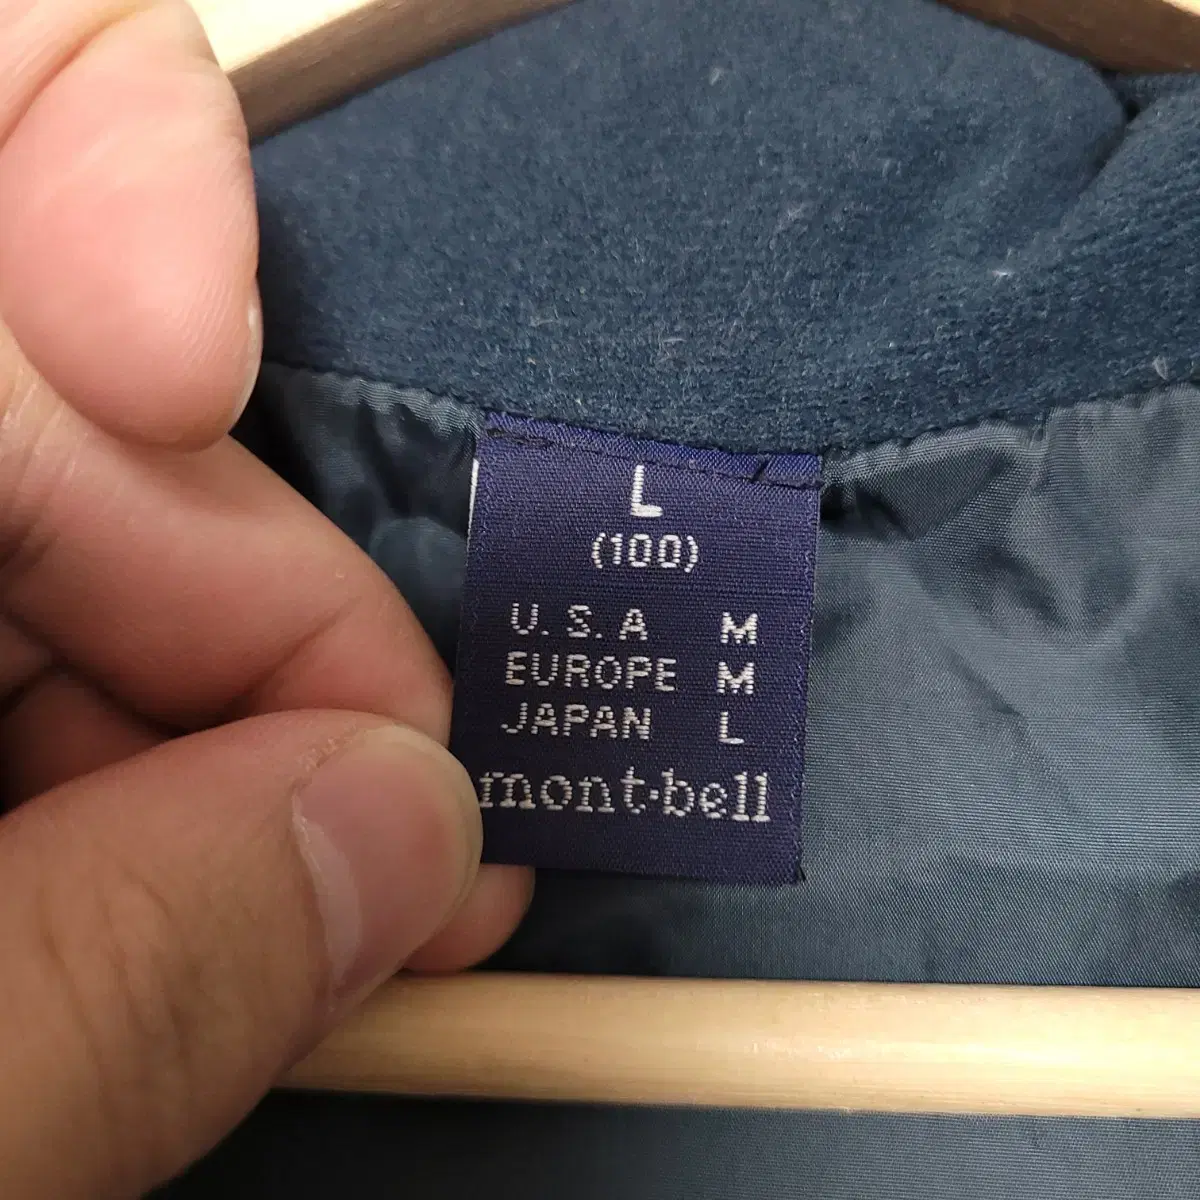 L
(100)
U.S.A M
EUROPE M
JAPAN L
mont-bell